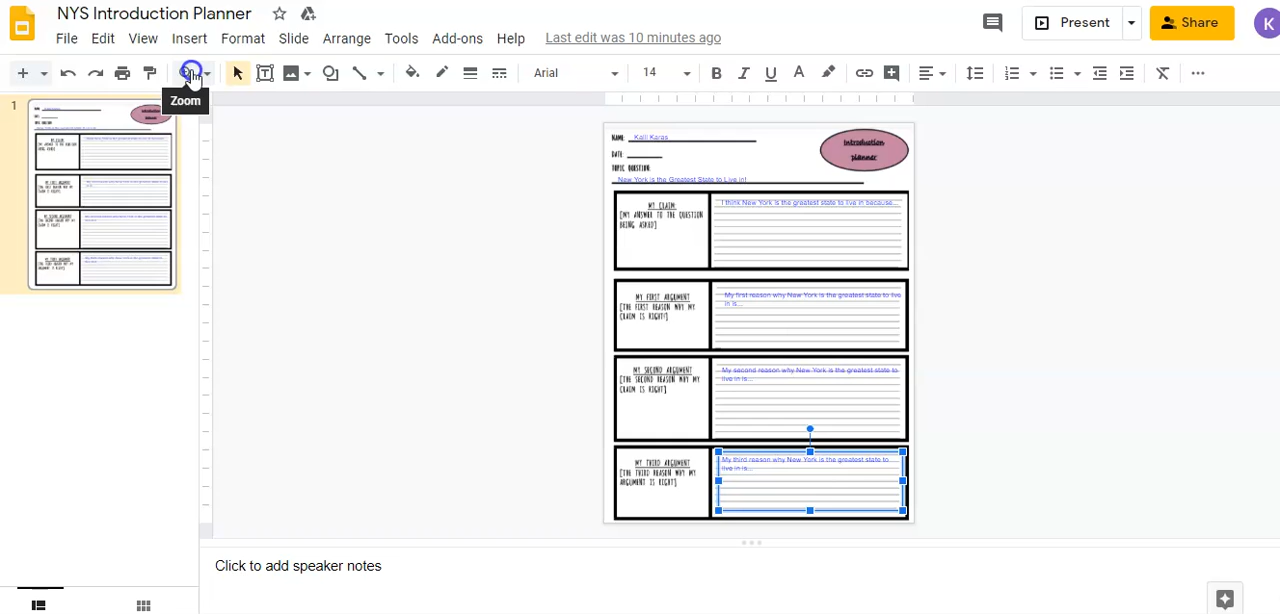 NYS Introduction Planner
Present
Share
K
File Edit View Insert Format Slide Arrange Tools Add-ons Help Last edit was 10 minutes ago
Arial 14
Zoom
1
NAME: Kalli Karas
Introduction
planner
DATE:
TOPIC QUESTION:
New York is the Greatest State to Live in!
MY CLAIM:
[MY ANSWER TO THE QUESTION
BEING ASKED]
I think New York is the greatest state to live in because...
MY FIRST ARGUMENT
[THE FIRST REASON WHY MY
CLAIM IS RIGHT!]
My first reason why New York is the greatest state to live
in is...
MY SECOND ARGUMENT
[THE SECOND REASON WHY MY
CLAIM IS RIGHT]
My second reason why New York is the greatest state to
live in is...
MY THIRD ARGUMENT
[THE THIRD REASON WHY MY
ARGUMENT IS RIGHT]
My third reason why New York is the greatest state to
live in is...
Click to add speaker notes